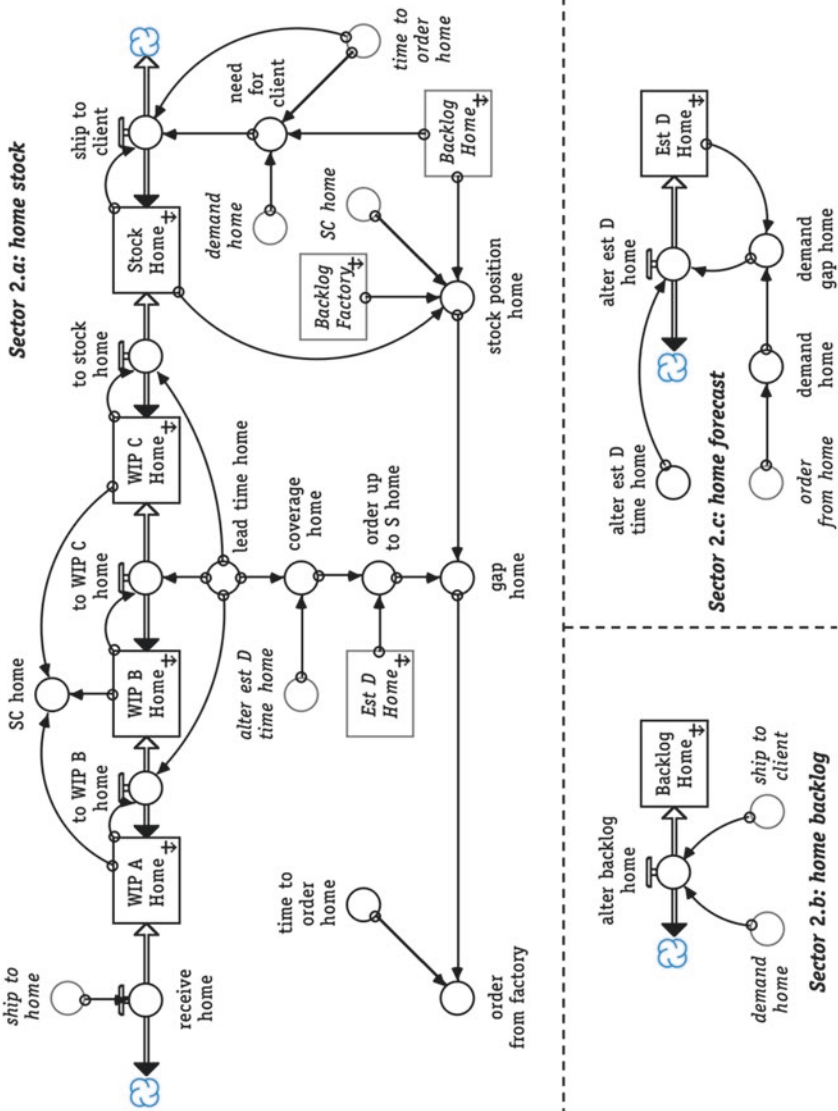 Sector 2.a: home stock
ship to
home
receive
home
WIP A
Home
to WIP B
home
SC home
WIP B
Home
to WIP C
home
WIP C
Home
to stock
home
Stock
Home
ship to
client
lead time home
alter est D
time home
coverage
home
Est D
Home
order up
to S home
gap
home
time to
order
home
order
from factory
demand
home
need
for
client
time to
order
home
Backlog
Factory
SC home
Backlog
Home
stock position
home
alter backlog
home
Backlog
Home
demand
home
ship to
client
Sector 2.b: home backlog
alter est D
time home
alter est D
home
Est D
Home
order
from home
demand
home
demand
gap home
Sector 2.c: home forecast